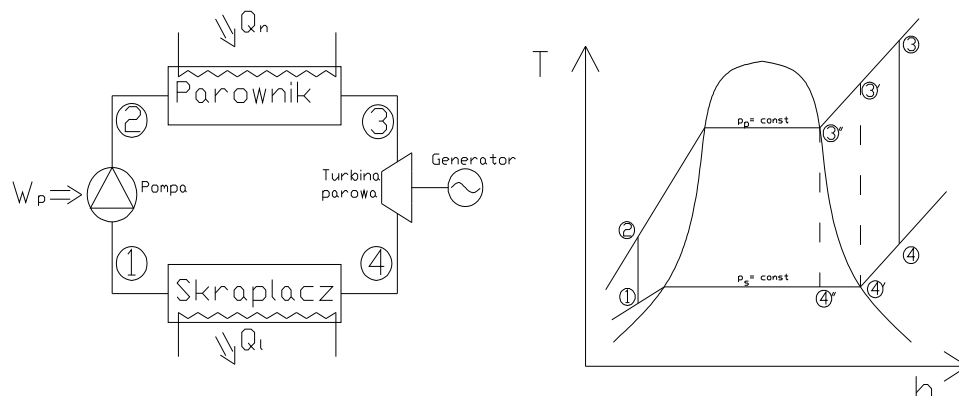 Qn
Parownik
2
3
Generator
Turbina
parowa
Pompa
Wp
1
4
Skraplacz
Ql
T
3
3'
pp= const
3"
2
4
ps= const
1
4"
4'
h